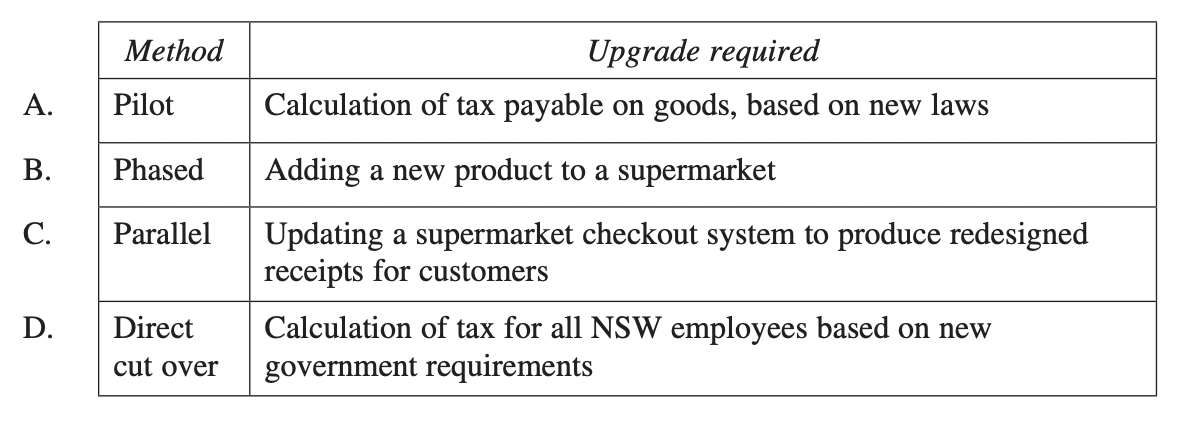 Method Upgrade required
A. Pilot Calculation of tax payable on goods, based on new laws
B. Phased Adding a new product to a supermarket
C. Parallel Updating a supermarket checkout system to produce redesigned
receipts for customers
D. Direct Calculation of tax for all NSW employees based on new
cut over government requirements